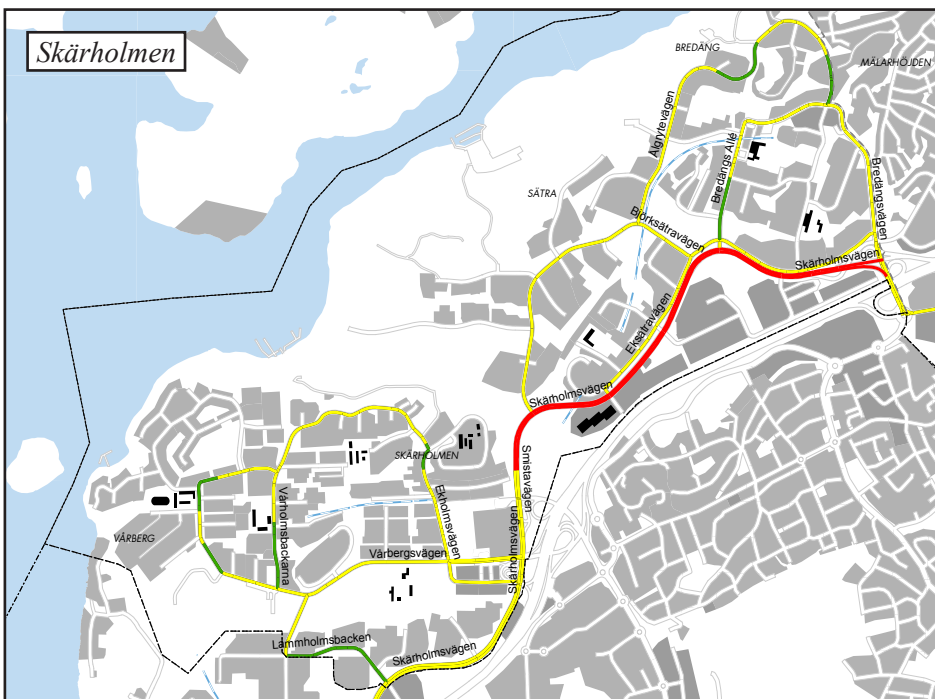 Skärholmen
BREDÄNG
MÄLARHÖJDEN
Ålgrytevägen
Bredängs Allé
Bredängsvägen
SÄTRA
Björksätravägen
Skärholmsvägen
Eksätravägen
Skärholmsvägen
SKÄRHOLMEN
Smistavägen
Ekholmsvägen
Vårholmsbackarna
Skärholmsvägen
VÅRBERG
Vårbergsvägen
Lammholmsbacken
Skärholmsvägen